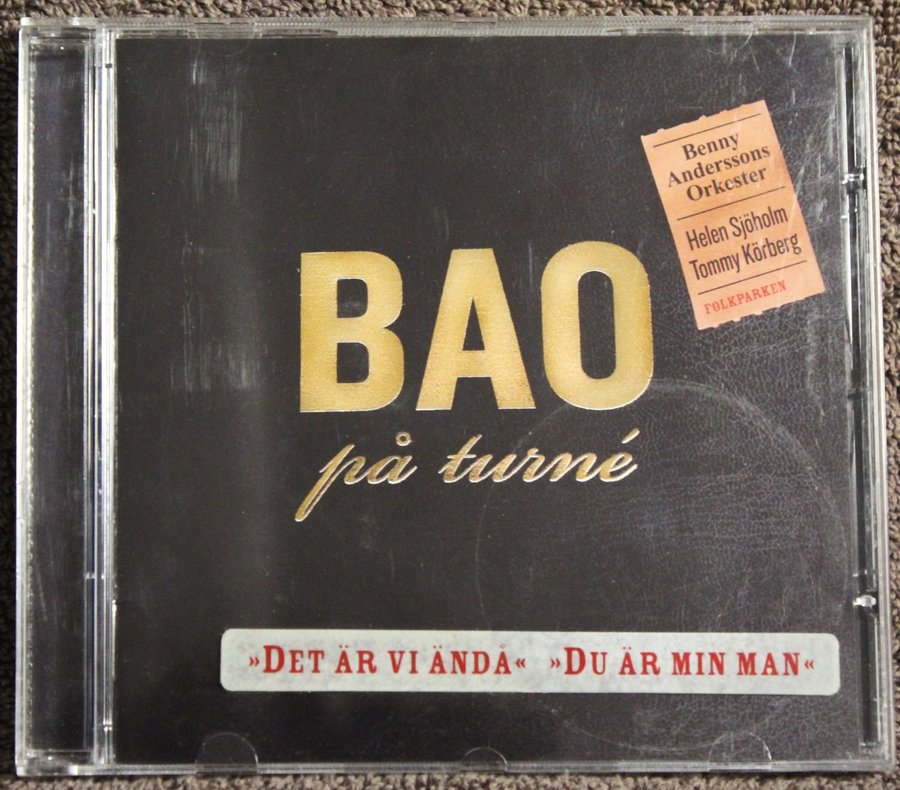 Benny
Anderssons
Orkester
Helen Sjöholm
Tommy Körberg
FOLKPARKEN
BAO
på turné
»DET ÄR VI ÄNDÅ« »DU ÄR MIN MAN«